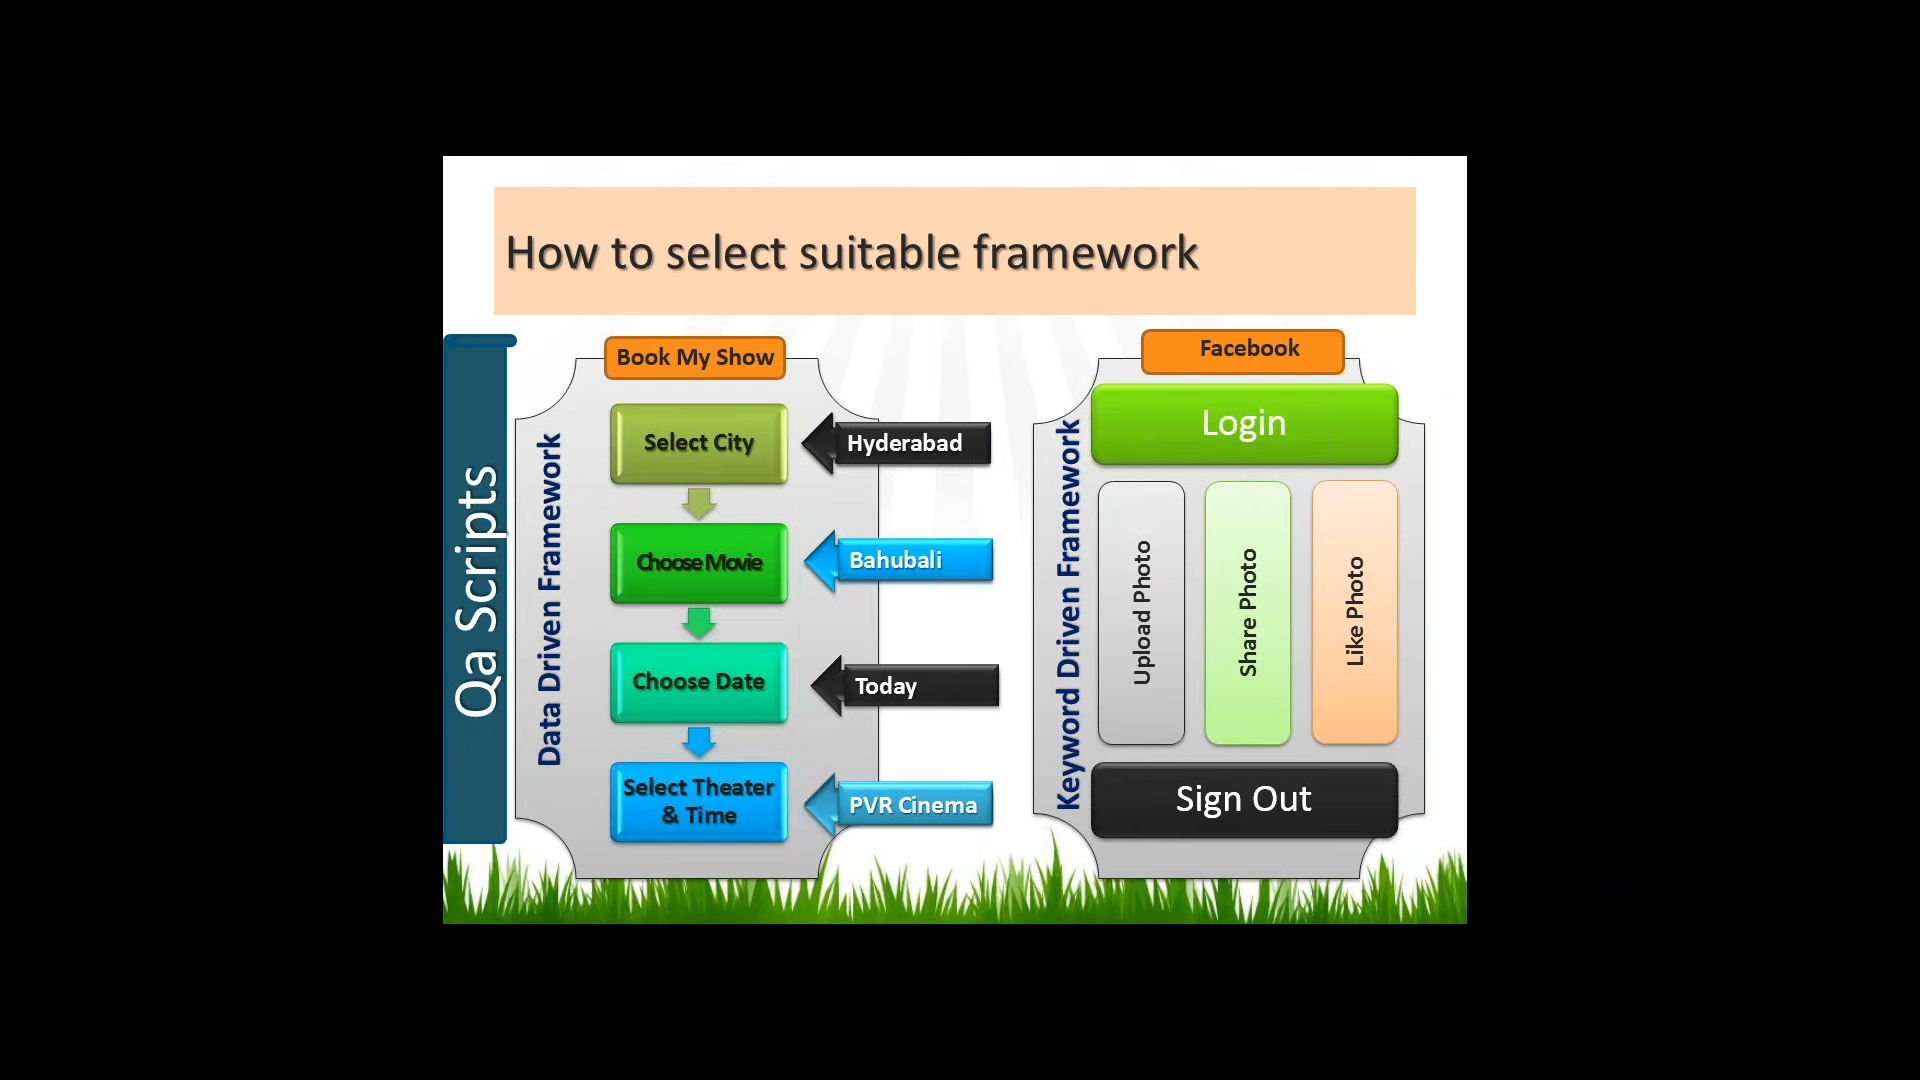 How to select suitable framework
Qa Scripts
Data Driven Framework
Book My Show
Select City
Hyderabad
Choose Movie
Bahubali
Choose Date
Today
Select Theater
& Time
PVR Cinema
Keyword Driven Framework
Facebook
Login
Upload Photo
Share Photo
Like Photo
Sign Out